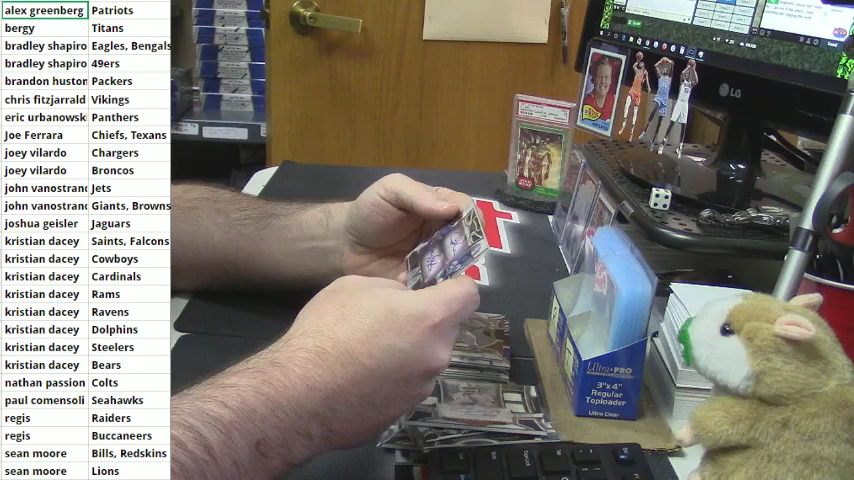 alex greenberg Patriots
bergy Titans
bradley shapiro Eagles, Bengals
bradley shapiro 49ers
brandon huston Packers
chris fitzjarrald Vikings
eric urbanowsk Panthers
Joe Ferrara Chiefs, Texans
joey vilardo Chargers
joey vilardo Broncos
john vanostrand Jets
john vanostrand Giants, Browns
joshua geisler Jaguars
kristian dacey Saints, Falcons
kristian dacey Cowboys
kristian dacey Cardinals
kristian dacey Rams
kristian dacey Ravens
kristian dacey Dolphins
kristian dacey Steelers
kristian dacey Bears
nathan passion Colts
paul comensoli Seahawks
regis Raiders
regis Buccaneers
sean moore Bills, Redskins
sean moore Lions
LG
Ultra·PRO
3"x4"
Regular
Toploader
Ultra Clear